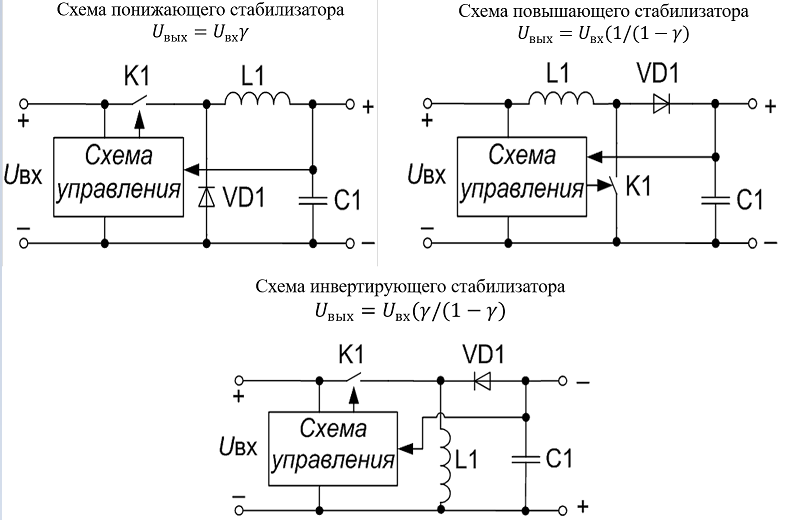 Схема понижающего стабилизатора
Uвых = Uвхγ
K1
L1
+
+
Схема
управления
Uвх
VD1
C1
−
−
Схема повышающего стабилизатора
Uвых = Uвх(1/(1 − γ)
L1
VD1
+
+
Схема
управления
Uвх
K1
C1
−
−
Схема инвертирующего стабилизатора
Uвых = Uвх(γ/(1 − γ)
K1
VD1
−
+
Схема
управления
Uвх
L1
C1
−
+